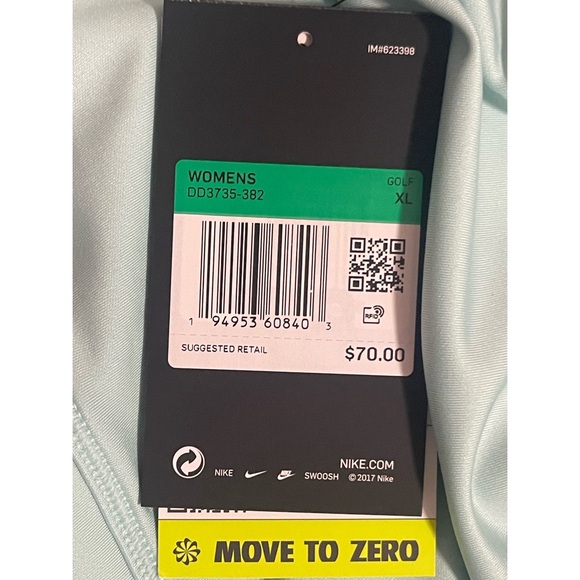 IM#623398
WOMENS GOLF
DD3735-382 XL
1 94953 60840 3
RFID
SUGGESTED RETAIL $70.00
NIKE.COM
NIKE SWOOSH © 2017 Nike
MOVE TO ZERO